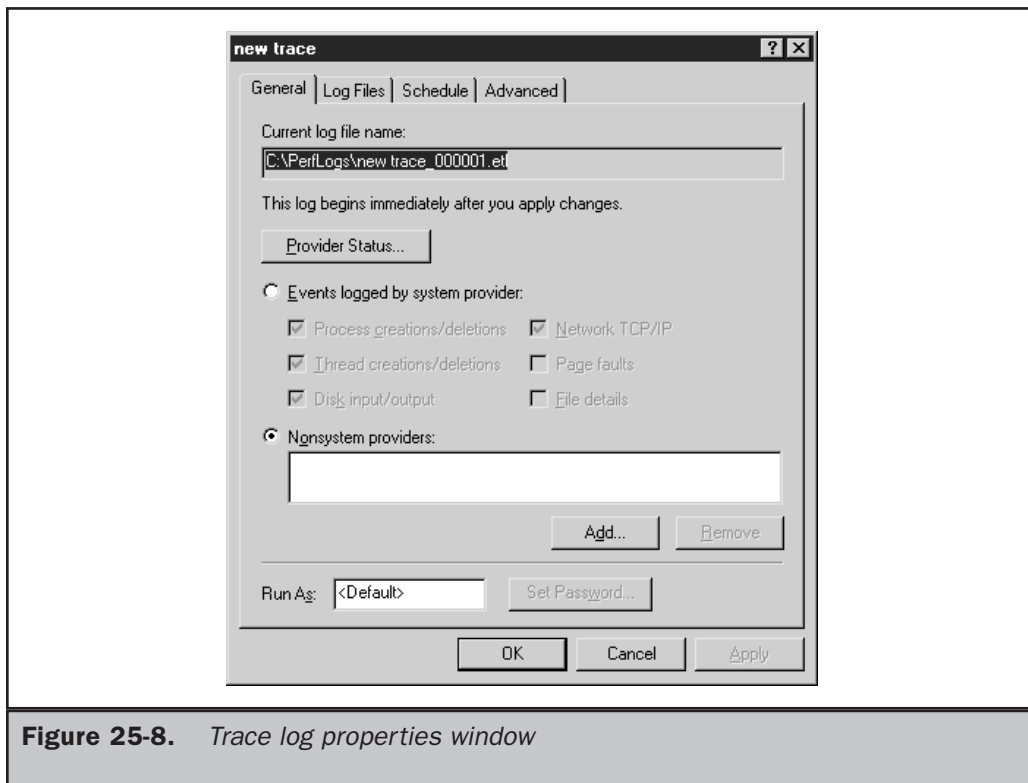 new trace
General Log Files Schedule Advanced
Current log file name:
C:\PerfLogs\new trace_000001.etl
This log begins immediately after you apply changes.
Provider Status...
Events logged by system provider:
Process creations/deletions Network TCP/IP
Thread creations/deletions Page faults
Disk input/output File details
Nonsystem providers:
Add... Remove
Run As: <Default> Set Password...
OK Cancel Apply
Figure 25-8. Trace log properties window